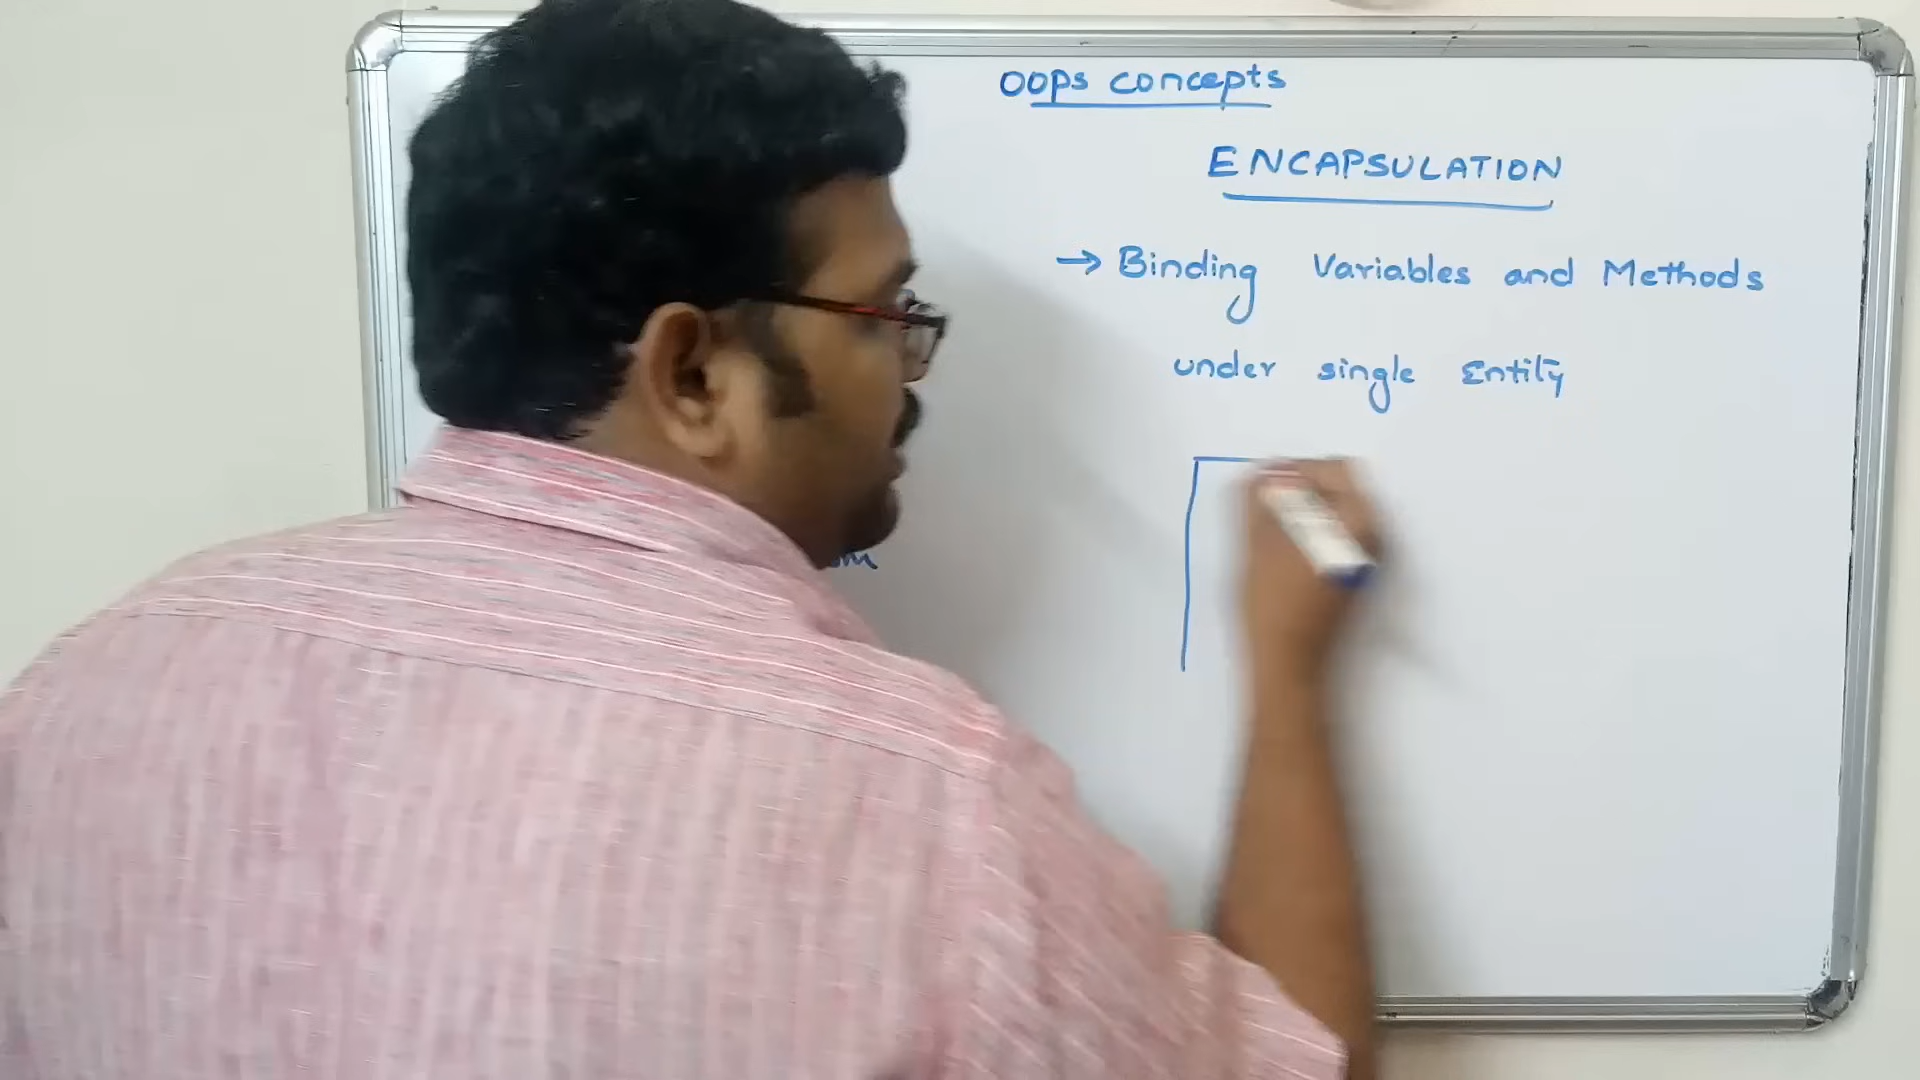 OOPs concepts
ENCAPSULATION
→ Binding Variables and Methods
under single Entity